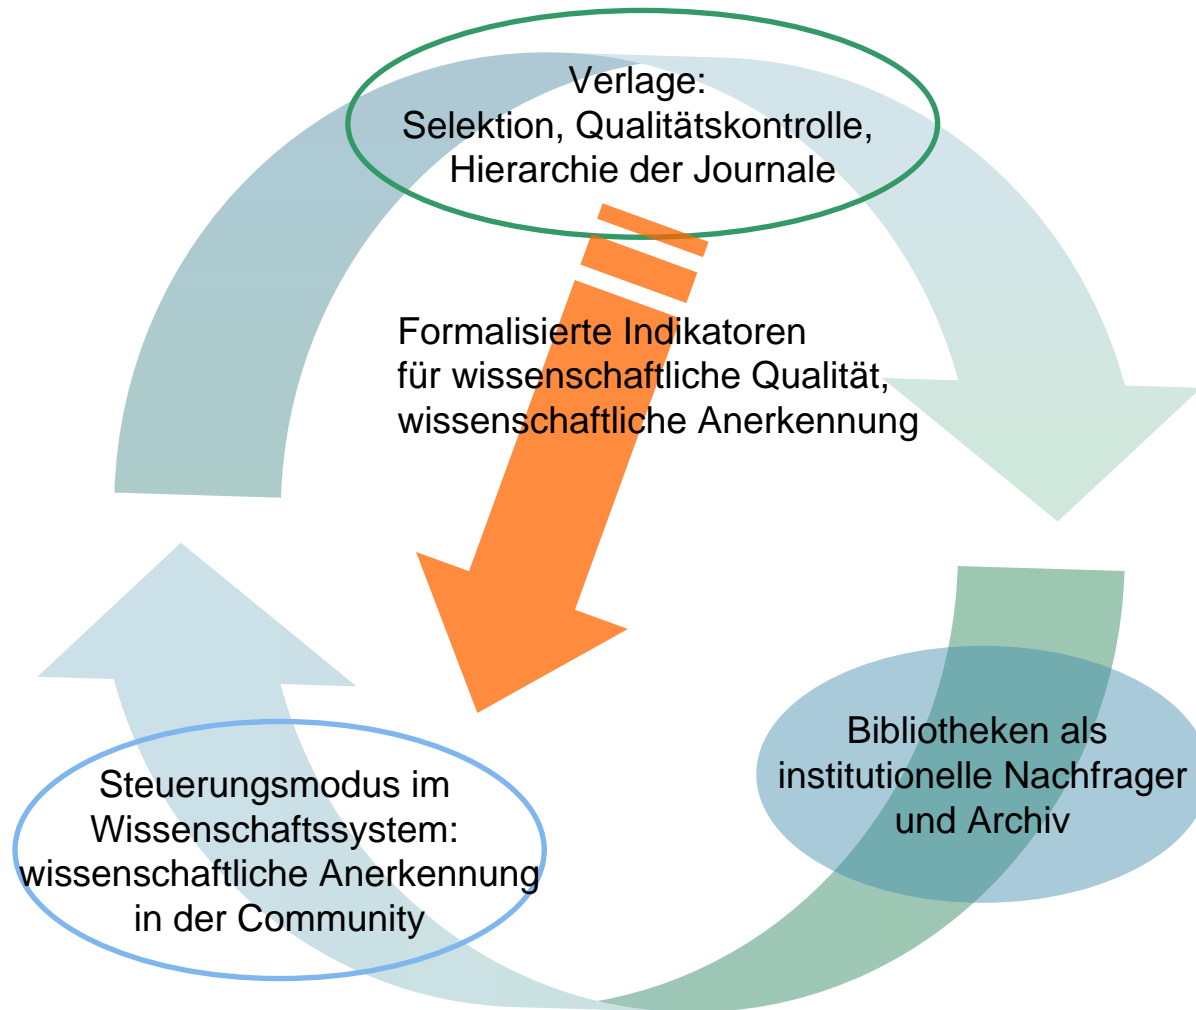 Verlage:
Selektion, Qualitätskontrolle,
Hierarchie der Journale
Formalisierte Indikatoren
für wissenschaftliche Qualität,
wissenschaftliche Anerkennung
Bibliotheken als
institutionelle Nachfrager
und Archiv
Steuerungsmodus im
Wissenschaftssystem:
wissenschaftliche Anerkennung
in der Community